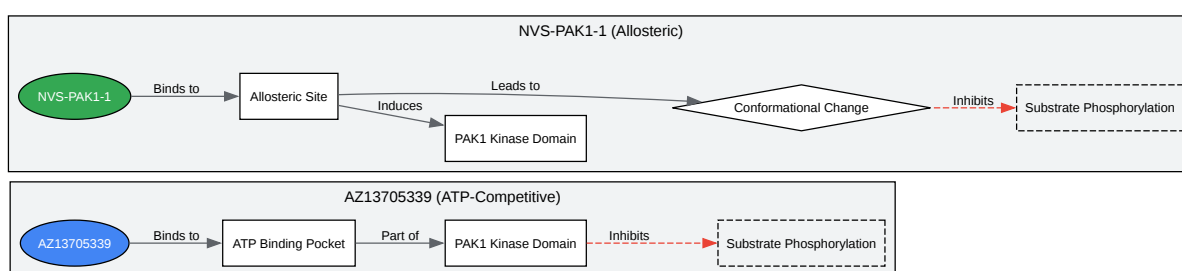 NVS-PAK1-1 (Allosteric)
NVS-PAK1-1
Binds to
Allosteric Site
Leads to
Induces
PAK1 Kinase Domain
Conformational Change
Inhibits
Substrate Phosphorylation
AZ13705339 (ATP-Competitive)
AZ13705339
Binds to
ATP Binding Pocket
Part of
PAK1 Kinase Domain
Inhibits
Substrate Phosphorylation